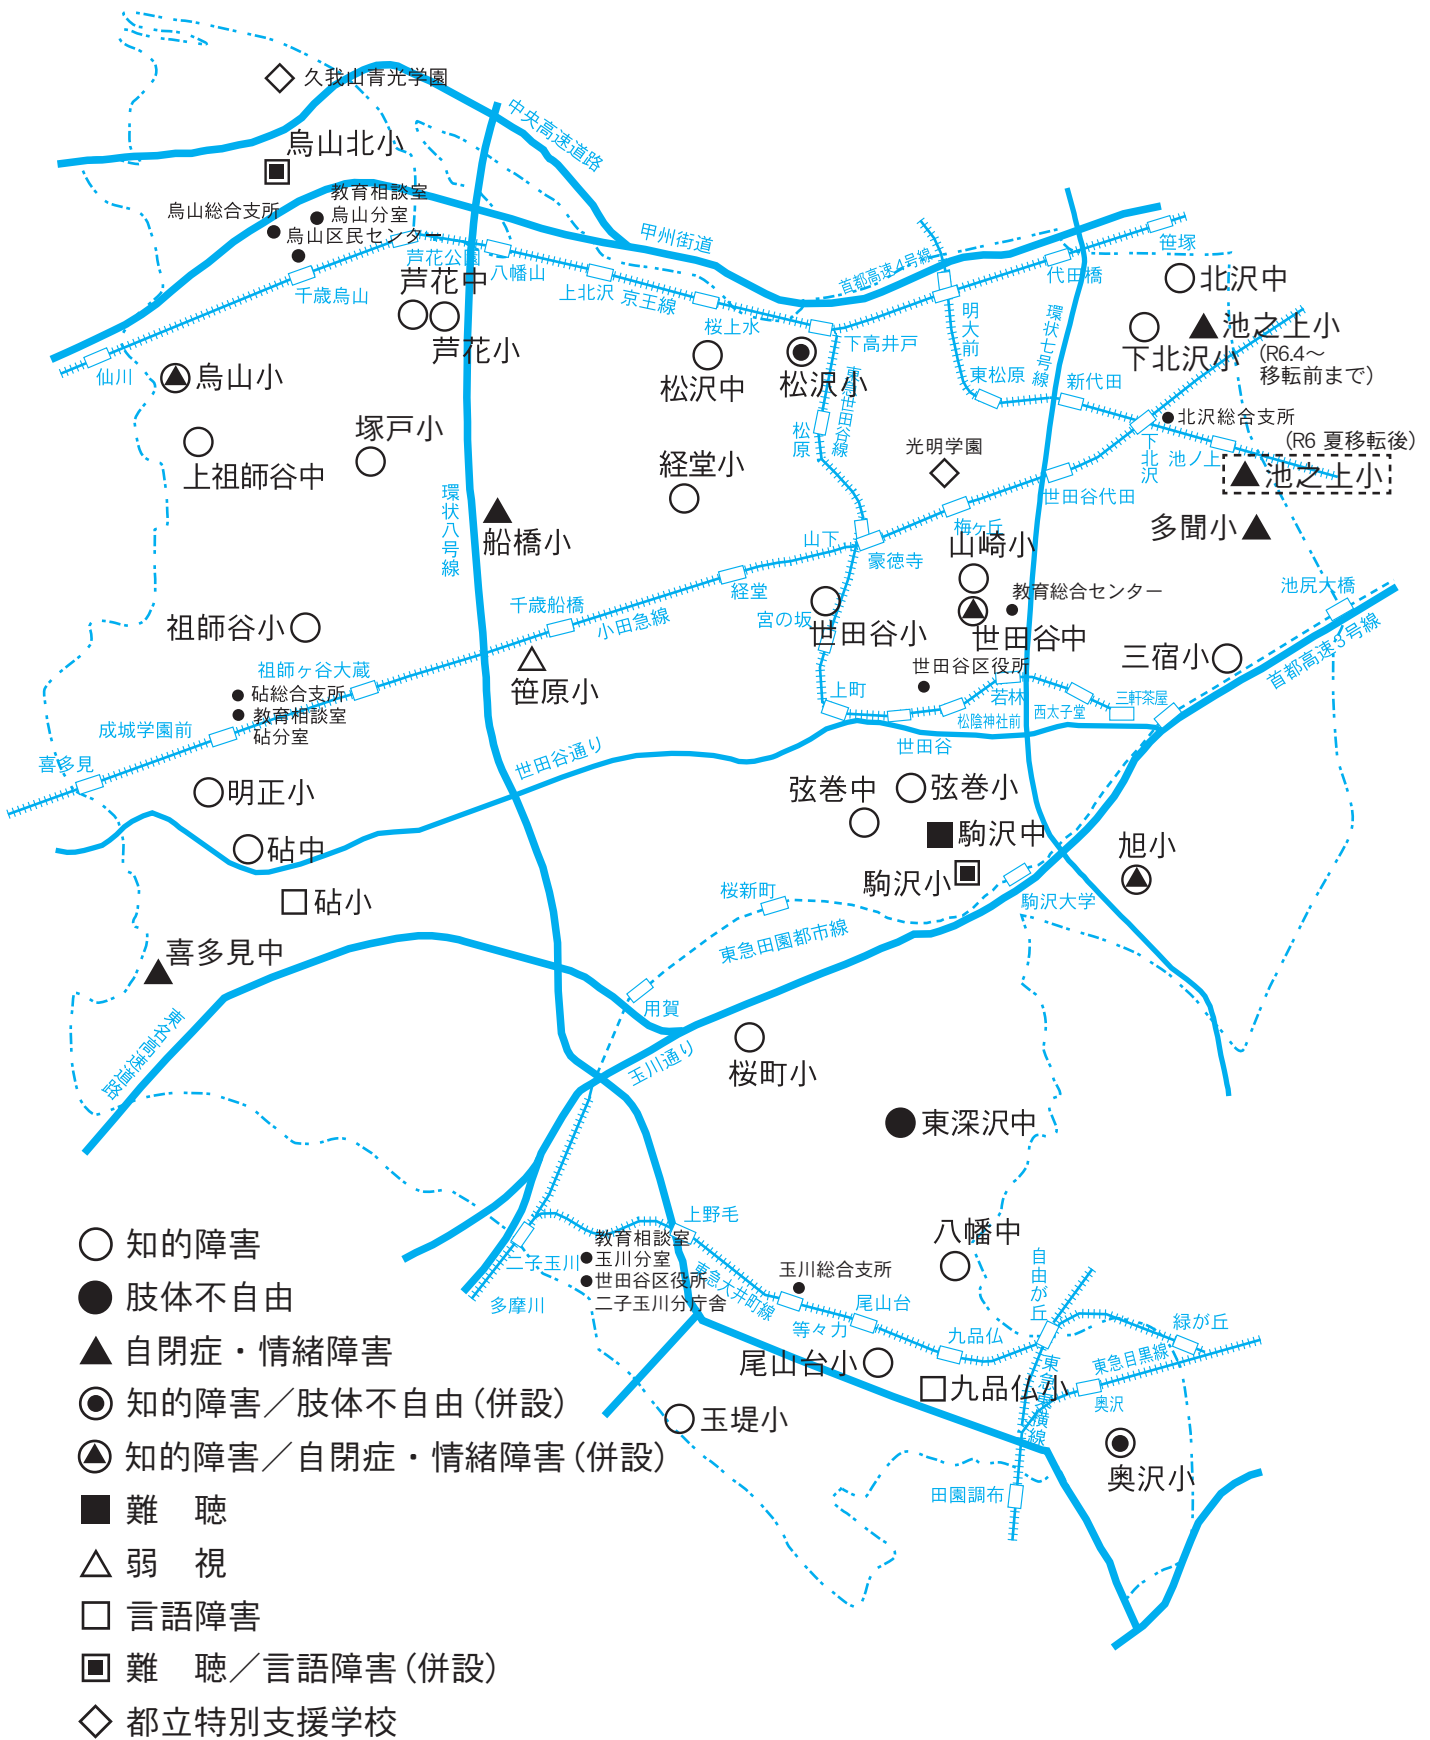 久我山青光学園
中央高速道路
烏山北小
教育相談室
烏山分室
烏山総合支所
烏山区民センター
甲州街道
芦花公園
八幡山
上北沢
京王線
千歳烏山
芦花中
芦花小
桜上水
首都高速4号線
笹塚
代田橋
北沢中
明大前
環状七号線
池之上小
(R6.4～
移転前まで)
下北沢小
下高井戸
仙川
烏山小
松沢中
松沢小
東急世田谷線
東松原
新代田
北沢総合支所
塚戸小
松原
光明学園
下北沢
池ノ上
(R6 夏移転後)
池之上小
上祖師谷中
経堂小
環状八号線
世田谷代田
船橋小
梅ヶ丘
多聞小
山下
豪徳寺
山崎小
経堂
教育総合センター
池尻大橋
千歳船橋
小田急線
宮の坂
祖師谷小
世田谷小
世田谷中
三宿小
首都高速3号線
祖師ヶ谷大蔵
笹原小
世田谷区役所
砧総合支所
教育相談室
砧分室
上町
若林
松陰神社前
西太子堂
三軒茶屋
成城学園前
世田谷
世田谷通り
喜多見
明正小
弦巻中
弦巻小
砧中
駒沢中
旭小
砧小
桜新町
駒沢小
駒沢大学
喜多見中
東急田園都市線
用賀
東名高速道路
玉川通り
桜町小
東深沢中
上野毛
教育相談室
玉川分室
世田谷区役所
二子玉川分庁舎
二子玉川
多摩川
東急大井町線
玉川総合支所
八幡中
自由が丘
尾山台
等々力
九品仏
緑が丘
尾山台小
九品仏小
東急東横線
東急目黒線
奥沢
玉堤小
奥沢小
田園調布
知的障害
肢体不自由
自閉症・情緒障害
知的障害／肢体不自由(併設)
知的障害／自閉症・情緒障害(併設)
難　聴
弱　視
言語障害
難　聴／言語障害(併設)
都立特別支援学校